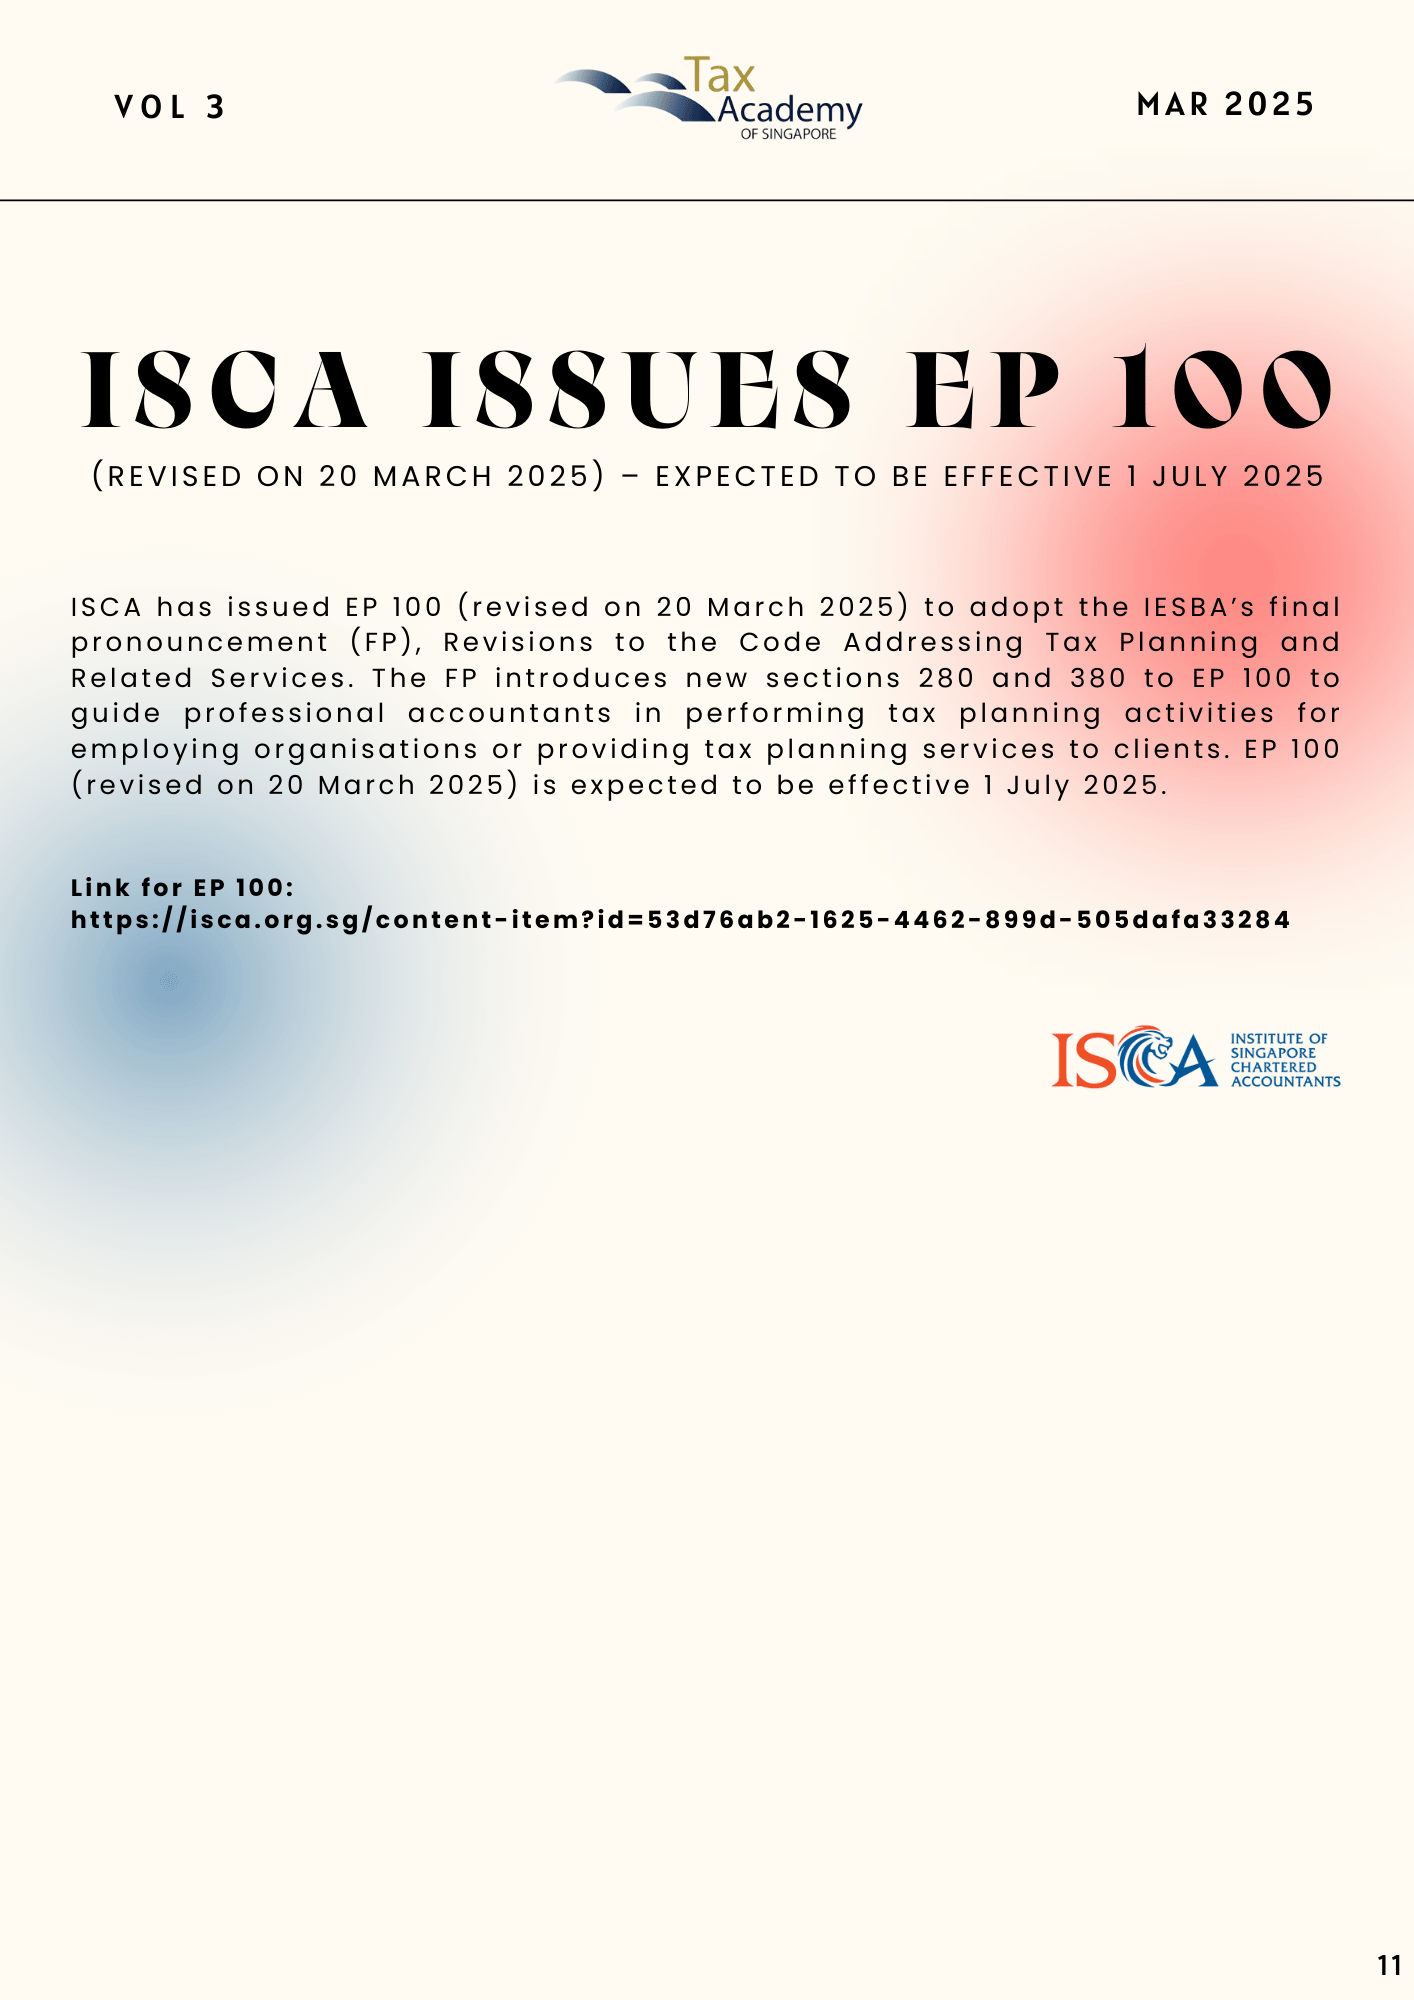 VOL 3
Tax
Academy
OF SINGAPORE
MAR 2025
ISCA ISSUES EP 100
(REVISED ON 20 MARCH 2025) – EXPECTED TO BE EFFECTIVE 1 JULY 2025
ISCA has issued EP 100 (revised on 20 March 2025) to adopt the IESBA’s final
pronouncement (FP), Revisions to the Code Addressing Tax Planning and
Related Services. The FP introduces new sections 280 and 380 to EP 100 to
guide professional accountants in performing tax planning activities for
employing organisations or providing tax planning services to clients. EP 100
(revised on 20 March 2025) is expected to be effective 1 July 2025.
Link for EP 100:
https://isca.org.sg/content-item?id=53d76ab2-1625-4462-899d-505dafa33284
ISCA
INSTITUTE OF
SINGAPORE
CHARTERED
ACCOUNTANTS
11